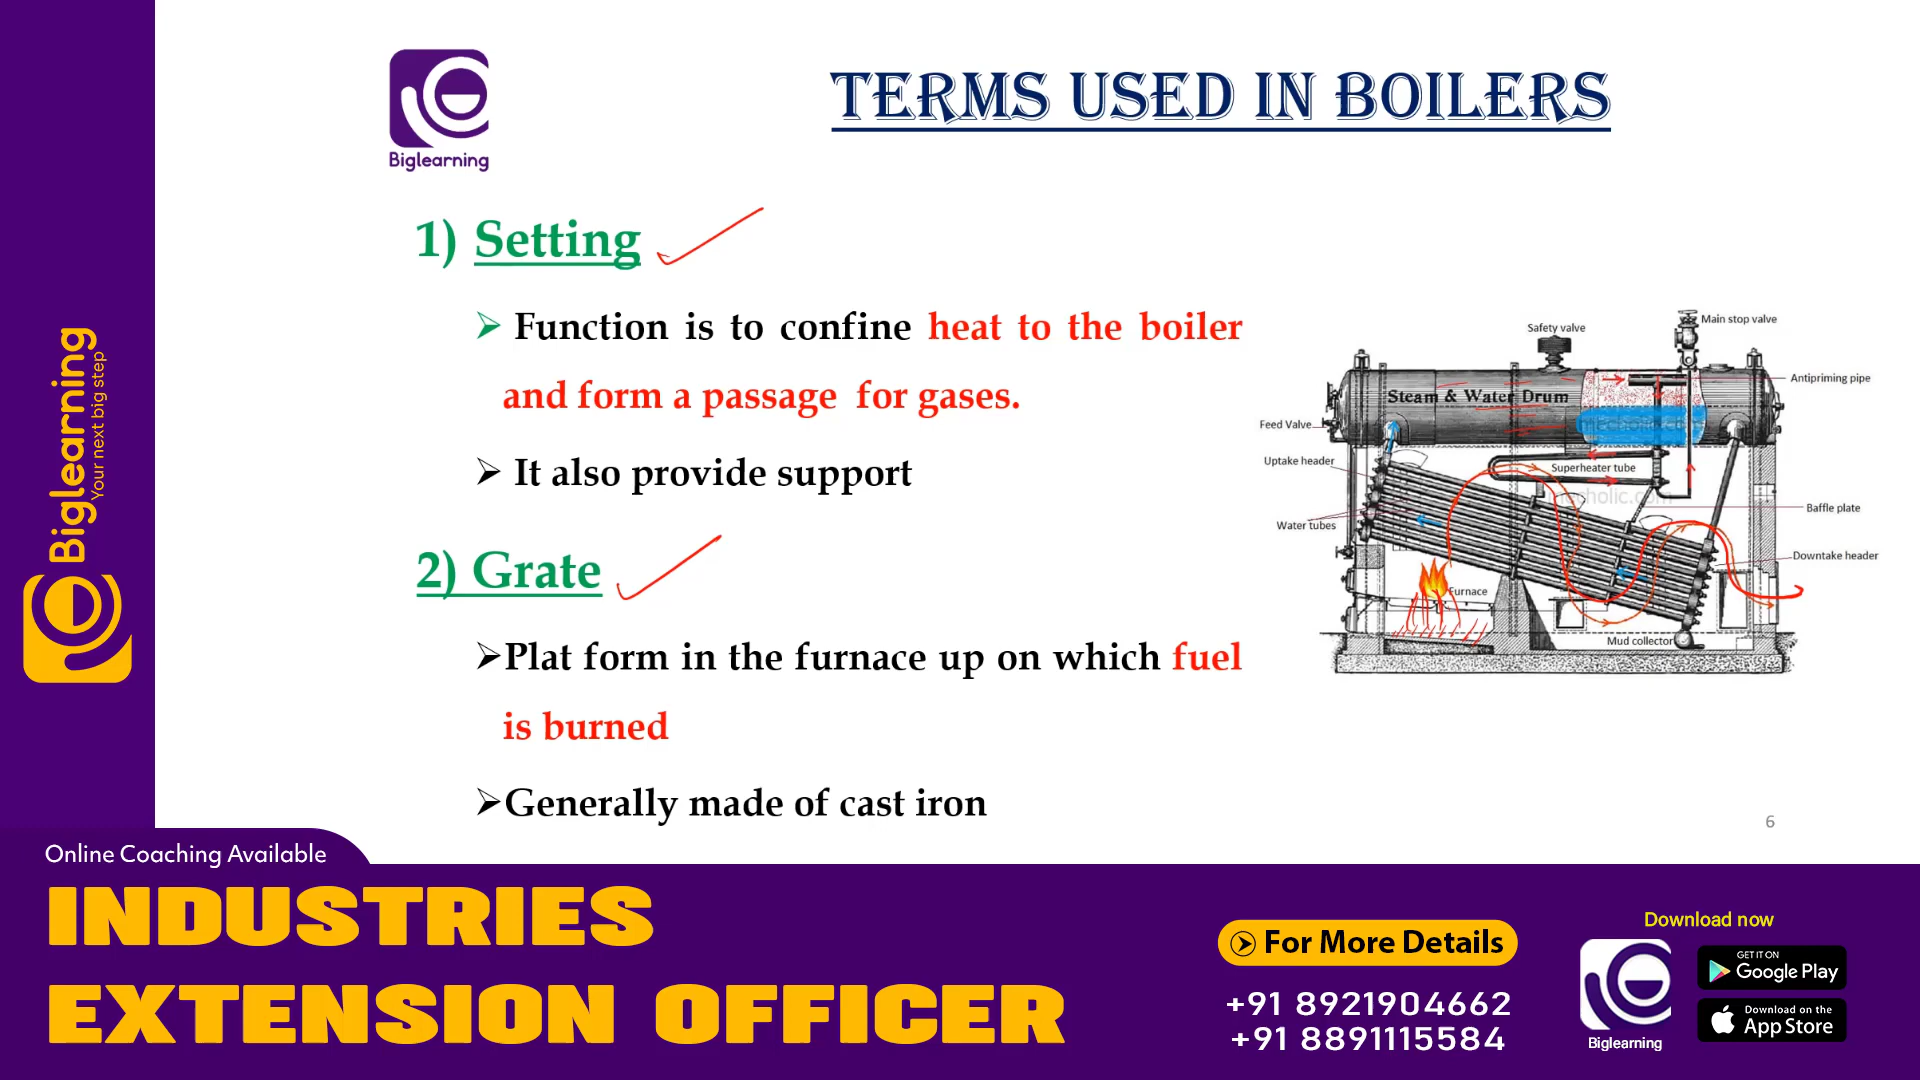 Biglearning
TERMS USED IN BOILERS
1) Setting
Function is to confine heat to the boiler
and form a passage for gases.
It also provide support
2) Grate
Plat form in the furnace up on which fuel
is burned
Generally made of cast iron
Safety valve
Main stop valve
Antipriming pipe
Steam & Water Drum
Feed Valve
Uptake header
Superheater tube
Water tubes
Baffle plate
Downtake header
Furnace
Mud collector
6
Biglearning
Your next big step
Online Coaching Available
INDUSTRIES
EXTENSION OFFICER
For More Details
+91 8921904662
+91 8891115584
Download now
Biglearning
GET IT ON
Google Play
Download on the
App Store